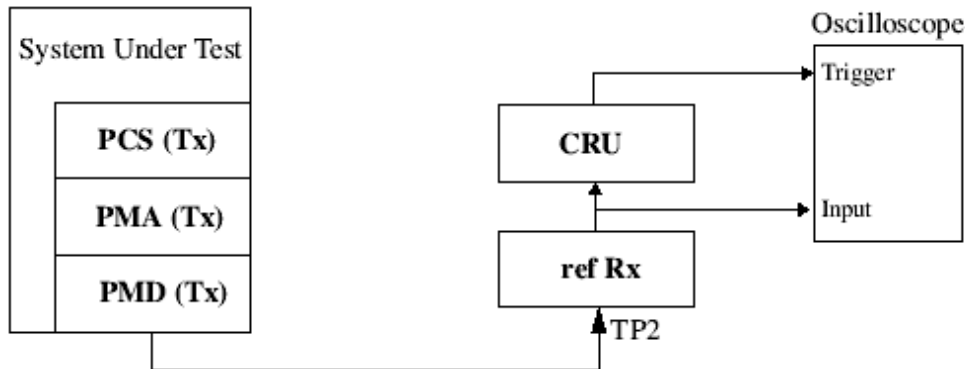 System Under Test
PCS (Tx)
PMA (Tx)
PMD (Tx)
CRU
ref Rx
TP2
Oscilloscope
Trigger
Input